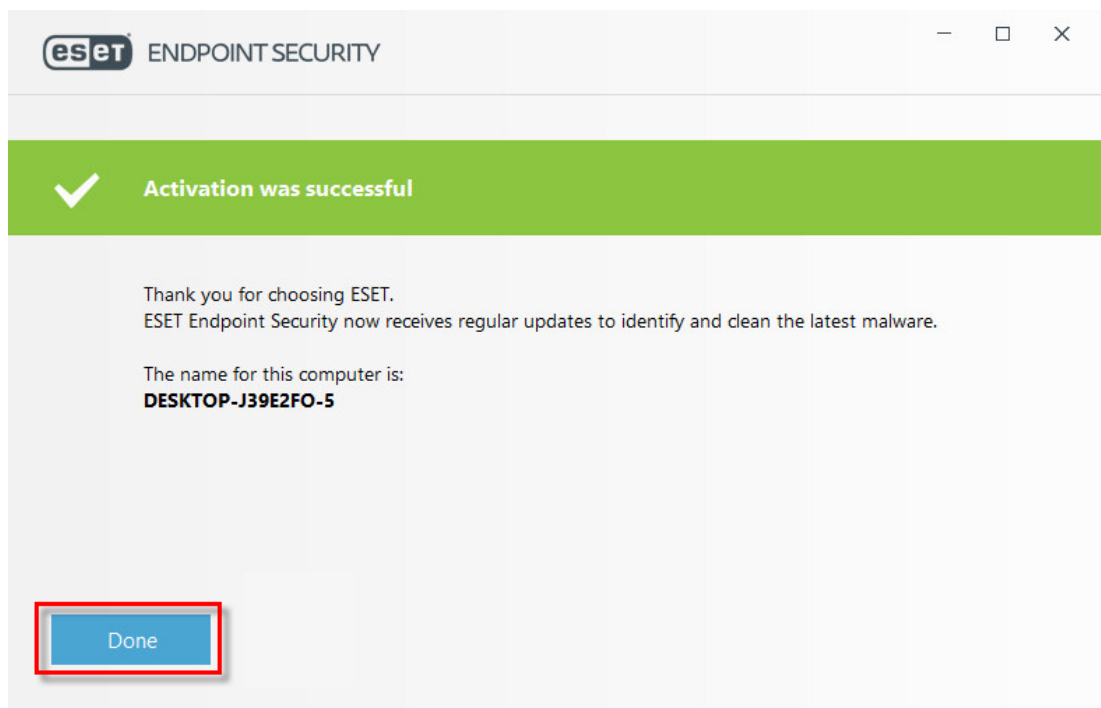 eset ENDPOINT SECURITY
Activation was successful
Thank you for choosing ESET.
ESET Endpoint Security now receives regular updates to identify and clean the latest malware.
The name for this computer is:
DESKTOP-J39E2FO-5
Done